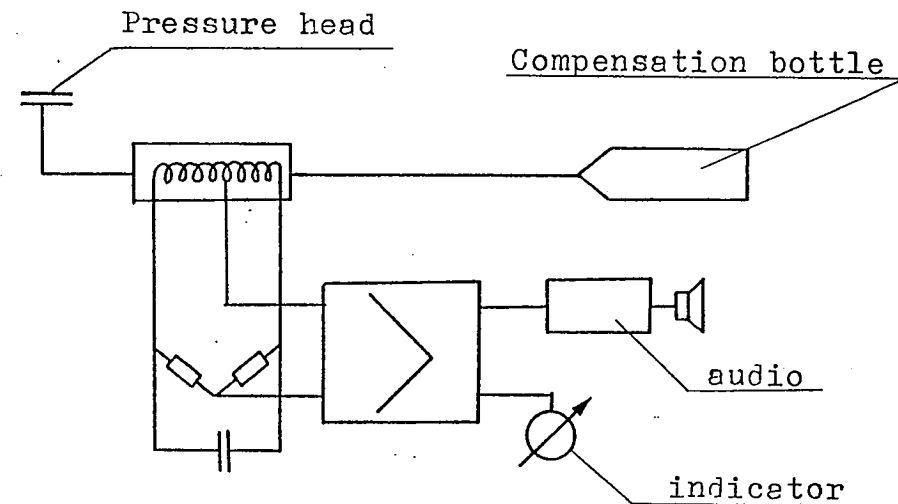 Pressure head
Compensation bottle
audio
indicator